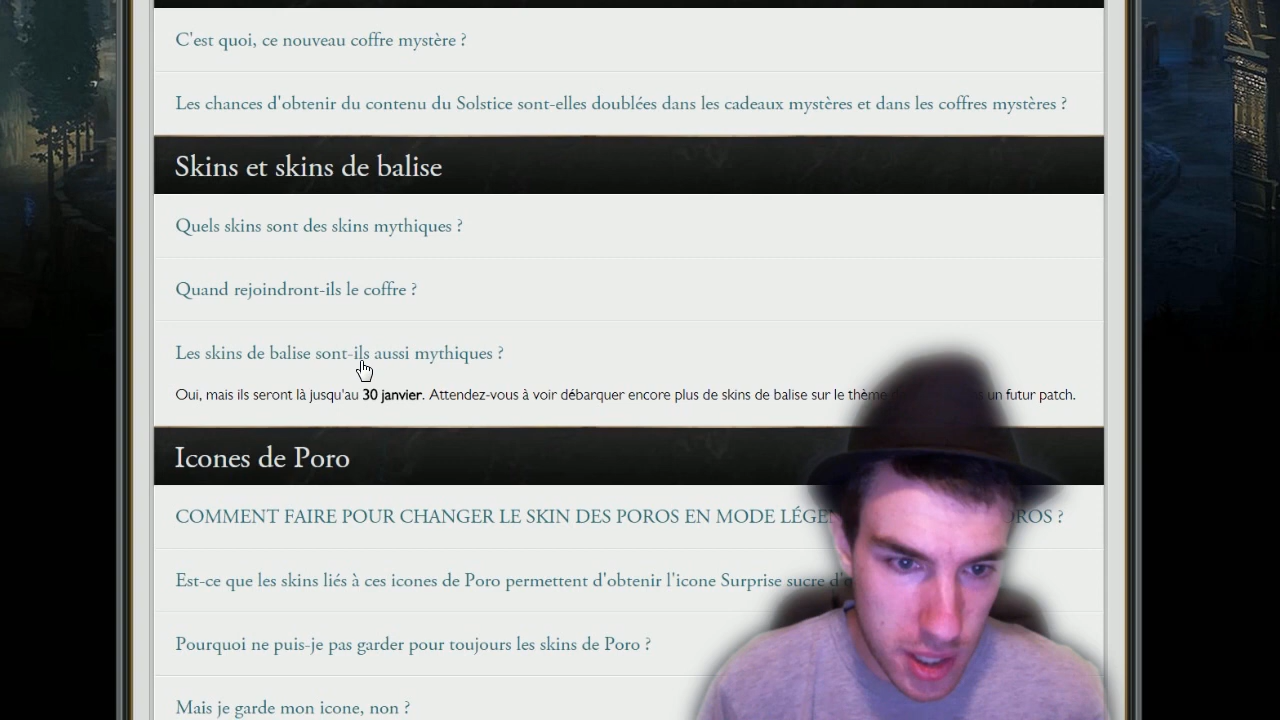 C'est quoi, ce nouveau coffre mystère ?
Les chances d'obtenir du contenu du Solstice sont-elles doublées dans les cadeaux mystères et dans les coffres mystères ?
Skins et skins de balise
Quels skins sont des skins mythiques ?
Quand rejoindront-ils le coffre ?
Les skins de balise sont-ils aussi mythiques ?
Oui, mais ils seront là jusqu'au 30 janvier. Attendez-vous à voir débarquer encore plus de skins de balise sur le thème un futur patch.
Icones de Poro
COMMENT FAIRE POUR CHANGER LE SKIN DES POROS EN MODE ?
Est-ce que les skins liés à ces icones de Poro permettent d'obtenir l'icone Surprise sucre
Pourquoi ne puis-je pas garder pour toujours les skins de Poro ?
Mais je garde mon icone, non ?